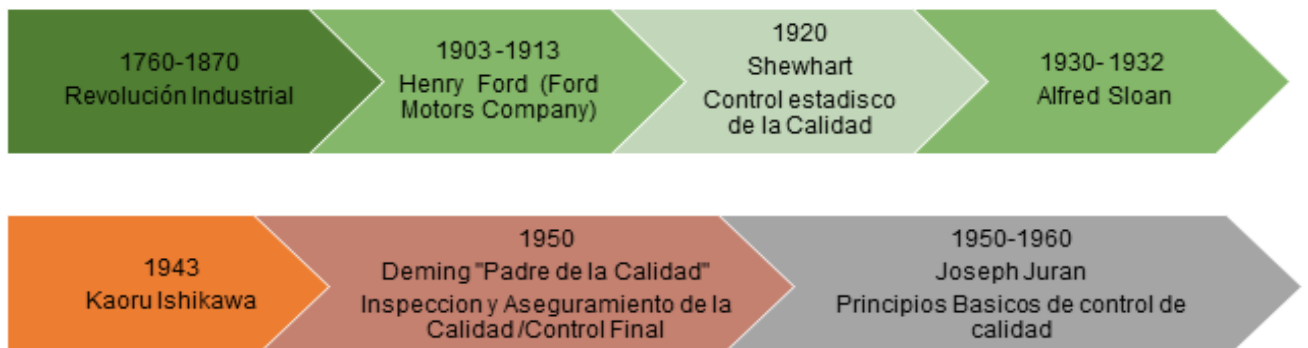 1760-1870
Revolución Industrial
1903 -1913
Henry Ford (Ford
Motors Company)
1920
Shewhart
Control estadisco
de la Calidad
1930- 1932
Alfred Sloan
1943
Kaoru Ishikawa
1950
Deming "Padre de la Calidad"
Inspeccion y Aseguramiento de la
Calidad /Control Final
1950-1960
Joseph Juran
Principios Basicos de control de
calidad